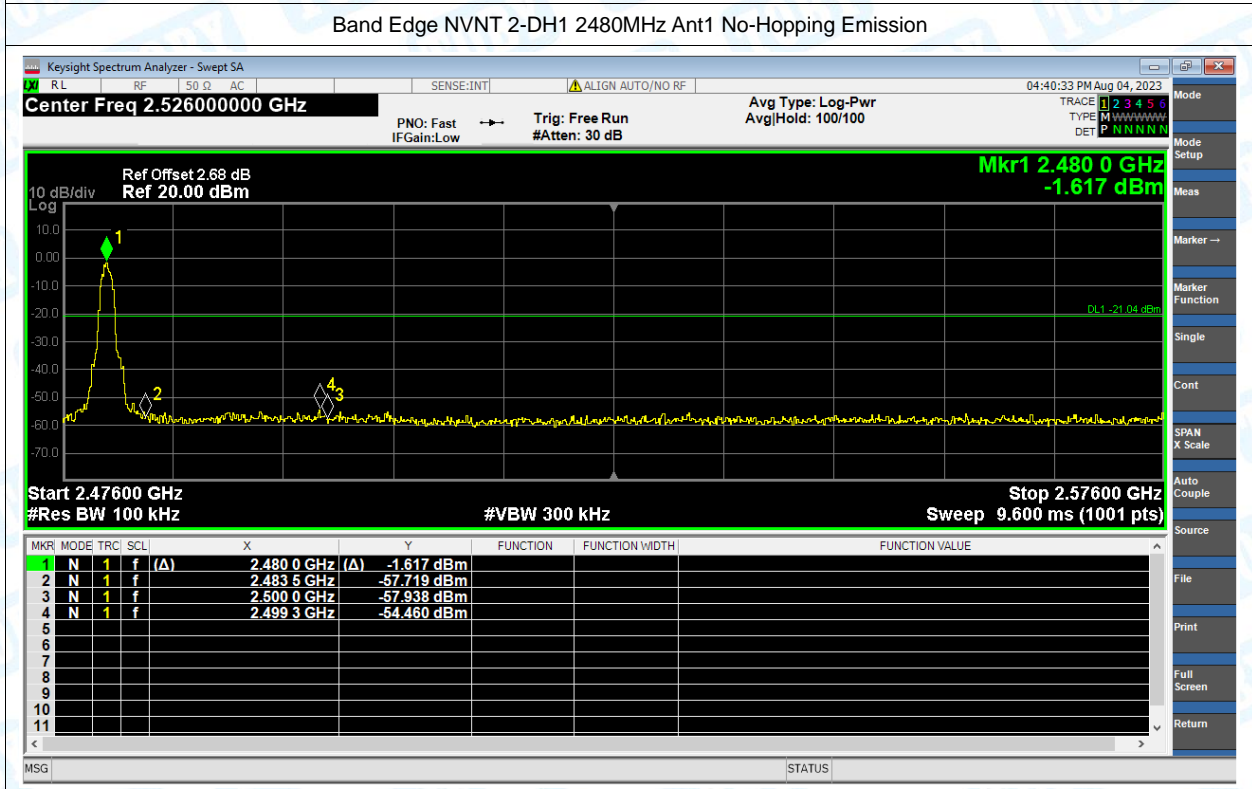 Band Edge NVNT 2-DH1 2480MHz Ant1 No-Hopping Emission
Keysight Spectrum Analyzer - Swept SA
LXI RL RF 50 Ω AC SENSE:INT ALIGN AUTO/NO RF 04:40:33 PM Aug 04, 2023
Center Freq 2.526000000 GHz
PNO: Fast
IFGain:Low
Trig: Free Run
#Atten: 30 dB
Avg Type: Log-Pwr
Avg|Hold: 100/100
TRACE 1 2 3 4 5 6
TYPE M WWWWW
DET P N N N N N
Ref Offset 2.68 dB
10 dB/div Ref 20.00 dBm
Log
Mkr1 2.480 0 GHz
-1.617 dBm
10.0
0.00
-10.0
-20.0
-30.0
-40.0
-50.0
-60.0
-70.0
1
2
4
3
DL1 -21.04 dBm
Start 2.47600 GHz Stop 2.57600 GHz
#Res BW 100 kHz #VBW 300 kHz Sweep 9.600 ms (1001 pts)
MKR MODE TRC SCL X Y FUNCTION FUNCTION WIDTH FUNCTION VALUE
1 N 1 f (Δ) 2.480 0 GHz (Δ) -1.617 dBm
2 N 1 f 2.483 5 GHz -57.719 dBm
3 N 1 f 2.500 0 GHz -57.938 dBm
4 N 1 f 2.499 3 GHz -54.460 dBm
5
6
7
8
9
10
11
MSG STATUS
Mode
Mode Setup
Meas
Marker →
Marker Function
Single
Cont
SPAN X Scale
Auto Couple
Source
File
Print
Full Screen
Return